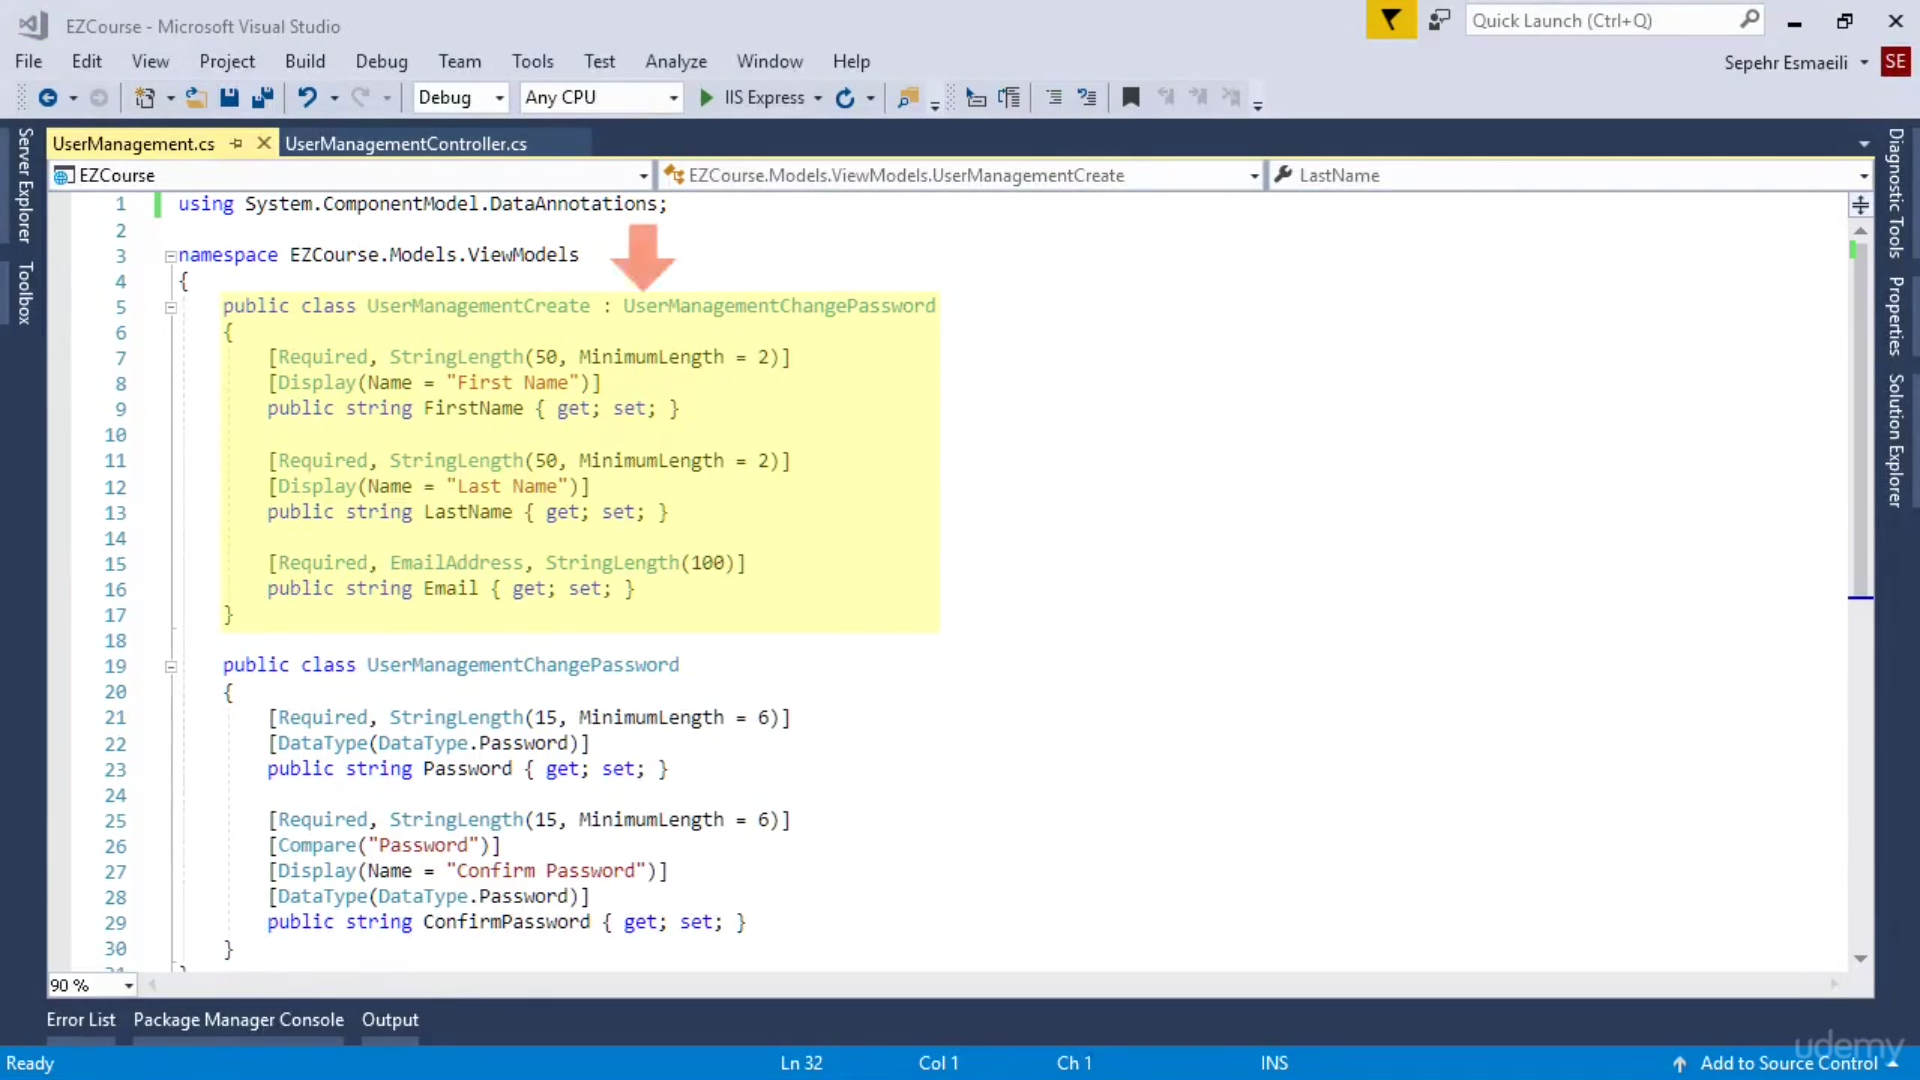 EZCourse - Microsoft Visual Studio
Quick Launch (Ctrl+Q)
File Edit View Project Build Debug Team Tools Test Analyze Window Help
Sepehr Esmaeili SE
Debug Any CPU IIS Express
UserManagement.cs UserManagementController.cs
EZCourse EZCourse.Models.ViewModels.UserManagementCreate LastName
Server Explorer
Toolbox
Diagnostic Tools
Properties
Solution Explorer
1 using System.ComponentModel.DataAnnotations;
2
3 namespace EZCourse.Models.ViewModels
4 {
5 public class UserManagementCreate : UserManagementChangePassword
6 {
7 [Required, StringLength(50, MinimumLength = 2)]
8 [Display(Name = "First Name")]
9 public string FirstName { get; set; }
10
11 [Required, StringLength(50, MinimumLength = 2)]
12 [Display(Name = "Last Name")]
13 public string LastName { get; set; }
14
15 [Required, EmailAddress, StringLength(100)]
16 public string Email { get; set; }
17 }
18
19 public class UserManagementChangePassword
20 {
21 [Required, StringLength(15, MinimumLength = 6)]
22 [DataType(DataType.Password)]
23 public string Password { get; set; }
24
25 [Required, StringLength(15, MinimumLength = 6)]
26 [Compare("Password")]
27 [Display(Name = "Confirm Password")]
28 [DataType(DataType.Password)]
29 public string ConfirmPassword { get; set; }
30 }
90 %
Error List Package Manager Console Output
Ready Ln 32 Col 1 Ch 1 INS Add to Source Control
udemy